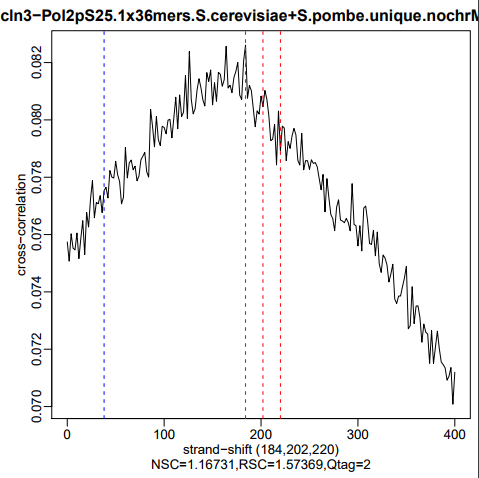 cln3−Pol2pS25.1x36mers.S.cerevisiae+S.pombe.unique.nochrM
cross−correlation
0.082
0.080
0.078
0.076
0.074
0.072
0.070
0 100 200 300 400
strand−shift (184,202,220)
NSC=1.16731,RSC=1.57369,Qtag=2